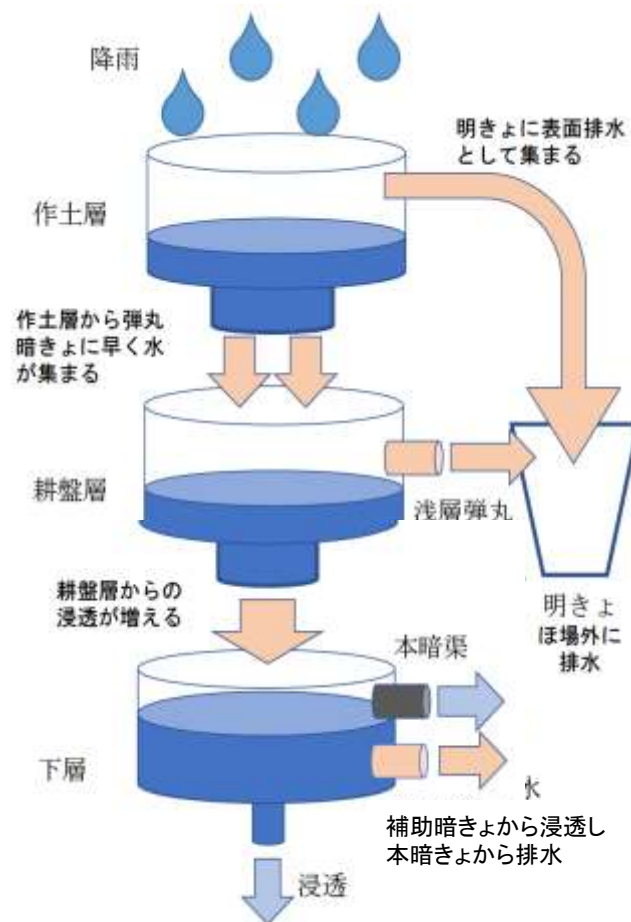 降雨
明きょに表面排水
として集まる
作土層
作土層から弾丸
暗きょに早く水
が集まる
耕盤層
浅層弾丸
耕盤層からの
浸透が増える
明きょ
ほ場外に
排水
本暗渠
下層
水
補助暗きょから浸透し
本暗きょから排水
浸透